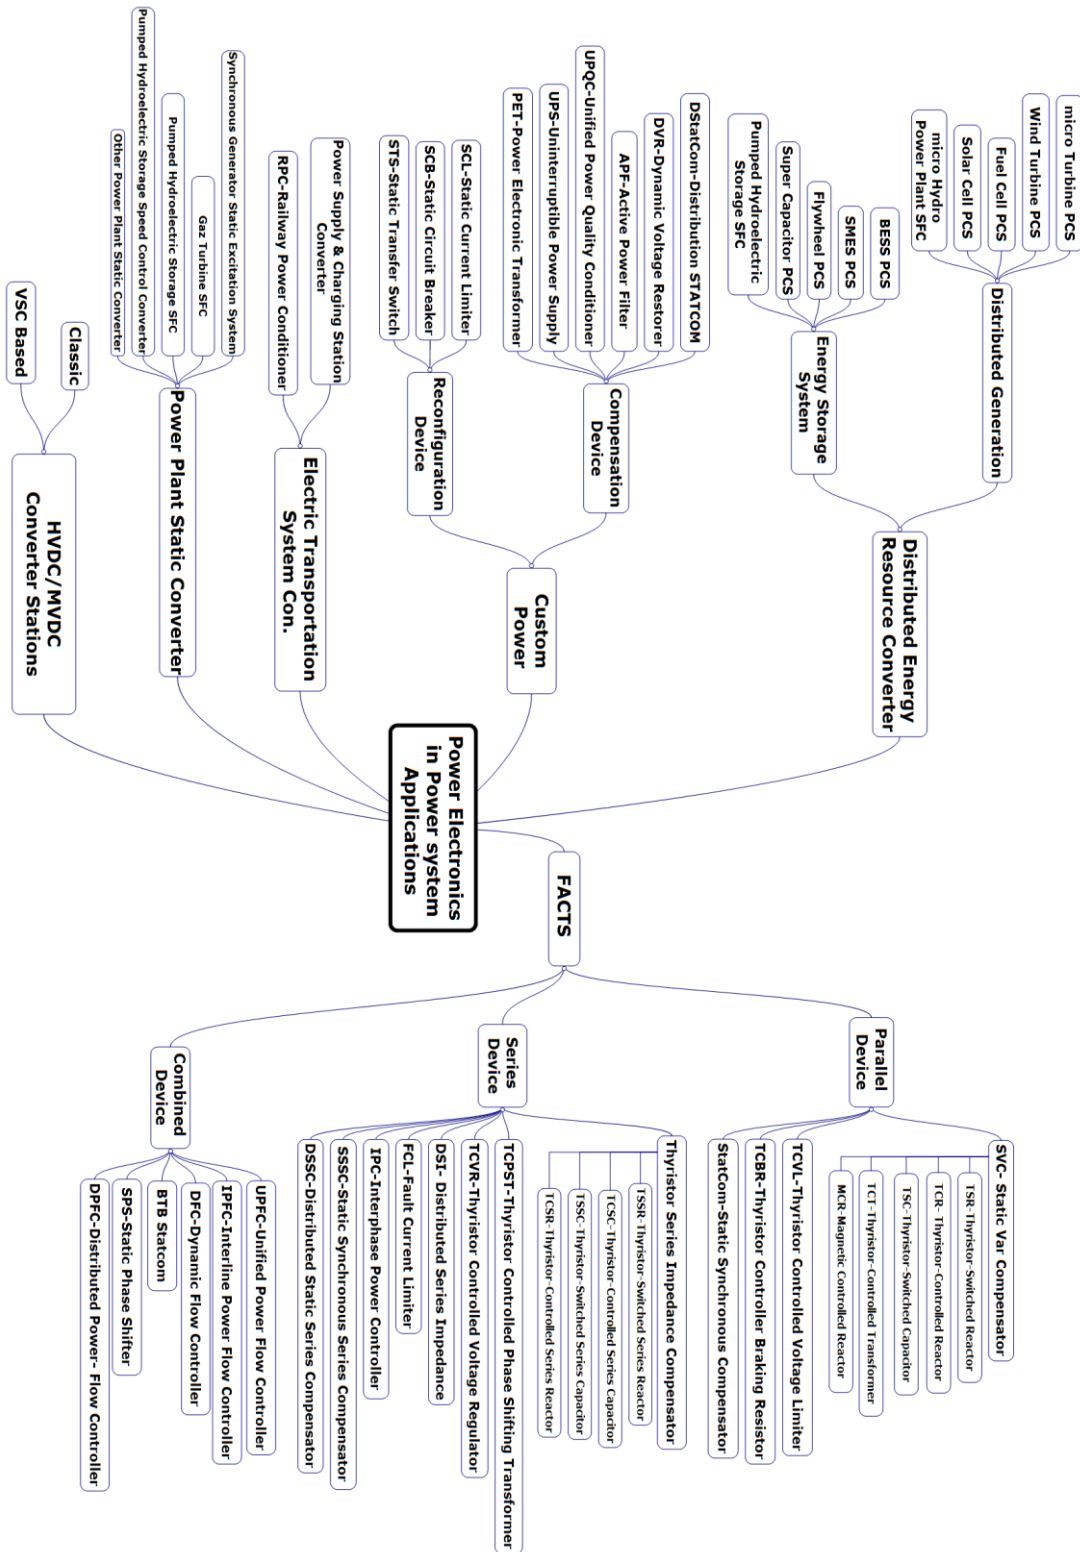 Power Electronics
in Power system
Applications
FACTS
Parallel
Device
SVC- Static Var Compensator
TSR-Thyristor-Switched Reactor
TCR- Thyristor-Controlled Reactor
TSC-Thyristor-Switched Capacitor
TCT-Thyristor-Controlled Transformer
MCR-Magnetic Controlled Reactor
TCVL-Thyristor Controlled Voltage Limiter
TCBR-Thyristor Controller Braking Resistor
StatCom-Static Synchronous Compensator
Series
Device
Thyristor Series Impedance Compensator
TSSR-Thyristor-Switched Series Reactor
TCSC-Thyristor-Controlled Series Capacitor
TSSC-Thyristor-Switched Series Capacitor
TCSR-Thyristor-Controlled Series Reactor
TCPST-Thyristor Controlled Phase Shifting Transformer
TCVR-Thyristor Controlled Voltage Regulator
DSI- Distributed Series Impedance
FCL-Fault Current Limiter
IPC-Interphase Power Controller
SSSC-Static Synchronous Series Compensator
DSSC-Distributed Static Series Compensator
Combined
Device
UPFC-Unified Power Flow Controller
IPFC-Interline Power Flow Controller
DFC-Dynamic Flow Controller
BTB Statcom
SPS-Static Phase Shifter
DPFC-Distributed Power- Flow Controller
Distributed Energy
Resource Converter
Distributed Generation
micro Turbine PCS
Wind Turbine PCS
Fuel Cell PCS
Solar Cell PCS
micro Hydro
Power Plant SFC
Energy Storage
System
BESS PCS
SMES PCS
Flywheel PCS
Super Capacitor PCS
Pumped Hydroelectric
Storage SFC
Custom
Power
Compensation
Device
DStatCom-Distribution STATCOM
DVR-Dynamic Voltage Restorer
APF-Active Power Filter
UPQC-Unified Power Quality Conditioner
UPS-Uninterruptible Power Supply
PET-Power Electronic Transformer
Reconfiguration
Device
SCL-Static Current Limiter
SCB-Static Circuit Breaker
STS-Static Transfer Switch
Electric Transportation
System Con.
Power Supply & Charging Station
Converter
RPC-Railway Power Conditioner
Power Plant Static Converter
Synchronous Generator Static Excitation System
Gaz Turbine SFC
Pumped Hydroelectric Storage SFC
Pumped Hydroelectric Storage Speed Control Converter
Other Power Plant Static Converter
HVDC/MVDC
Converter Stations
Classic
VSC Based